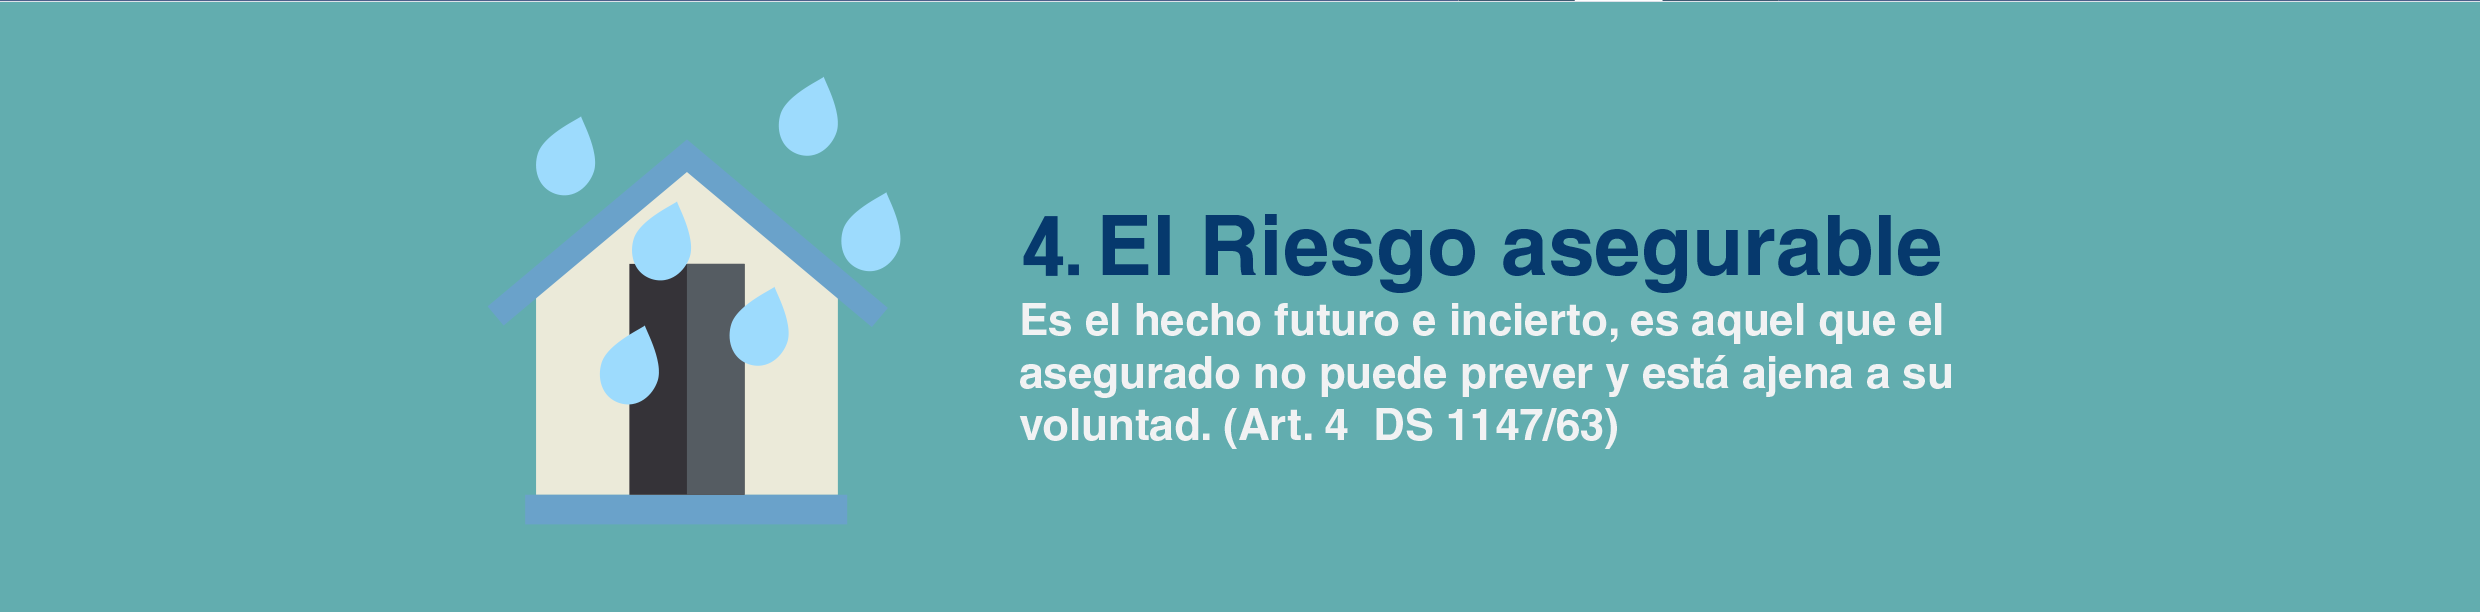 4. El Riesgo asegurable
Es el hecho futuro e incierto, es aquel que el
asegurado no puede prever y está ajena a su
voluntad. (Art. 4  DS 1147/63)